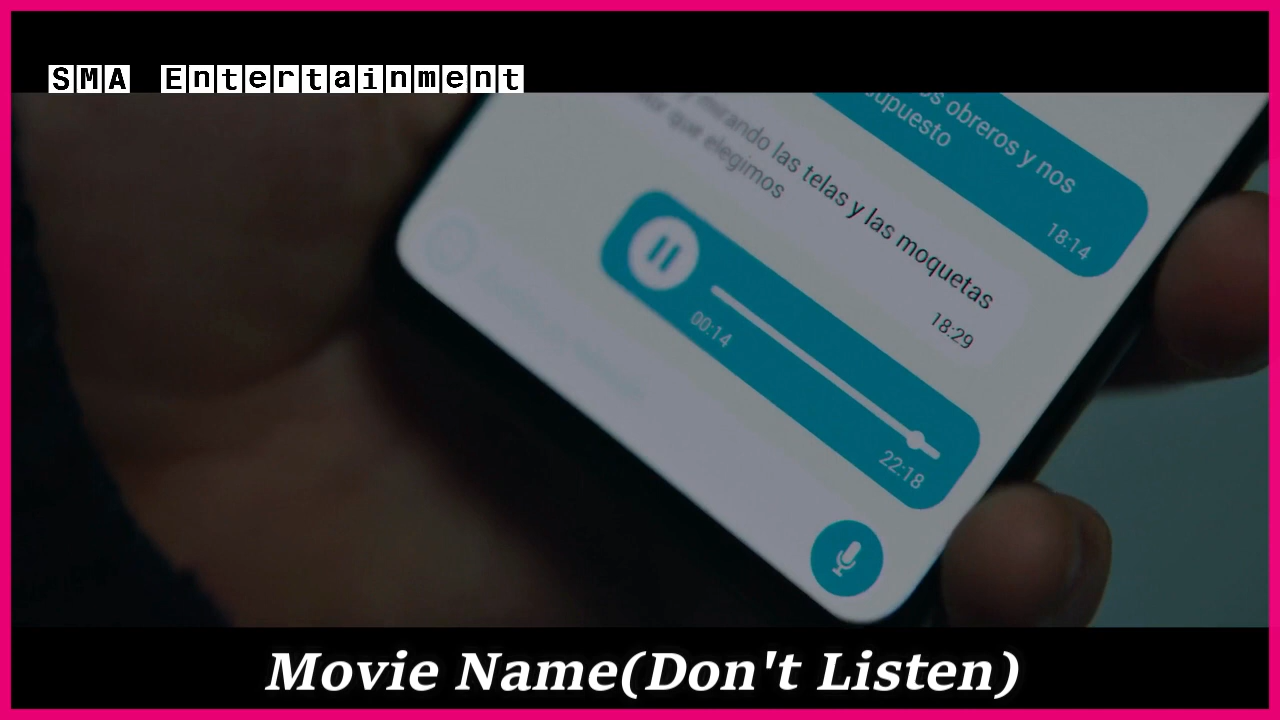 SMA Entertainment
os obreros y nos
supuesto
18:14
mirando las telas y las moquetas
que elegimos
18:29
00:14
22:18
Movie Name(Don't Listen)